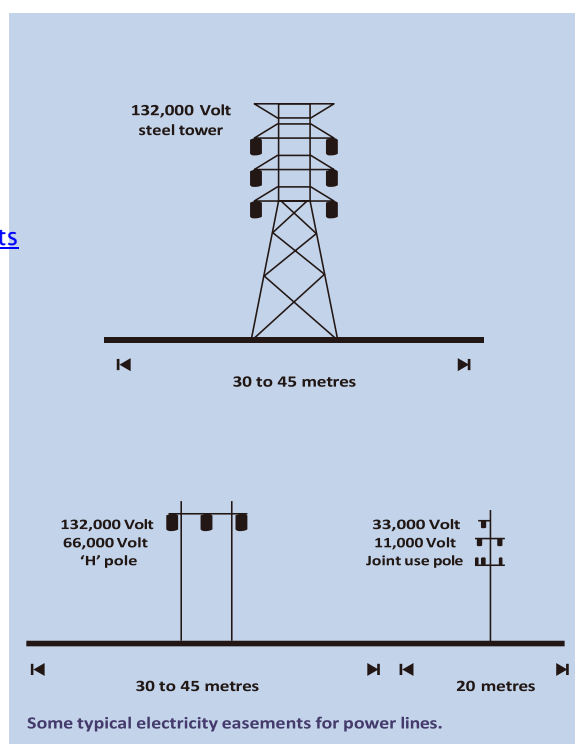 132,000 Volt
steel tower
ts
30 to 45 metres
132,000 Volt
66,000 Volt
‘H’ pole
33,000 Volt
11,000 Volt
Joint use pole
30 to 45 metres
20 metres
Some typical electricity easements for power lines.